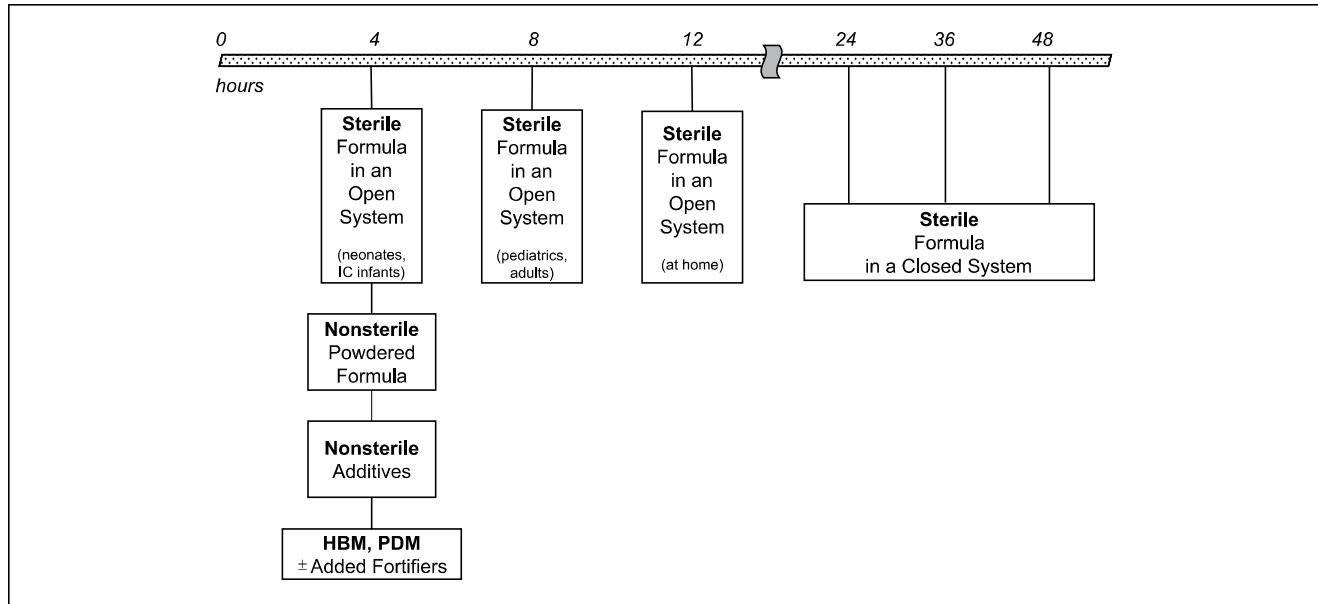 0 4 8 12 24 36 48
hours
Sterile
Formula
in an
Open
System
(neonates,
IC infants)
Sterile
Formula
in an
Open
System
(pediatrics,
adults)
Sterile
Formula
in an
Open
System
(at home)
Sterile
Formula
in a Closed System
Nonsterile
Powdered
Formula
Nonsterile
Additives
HBM, PDM
± Added Fortifiers